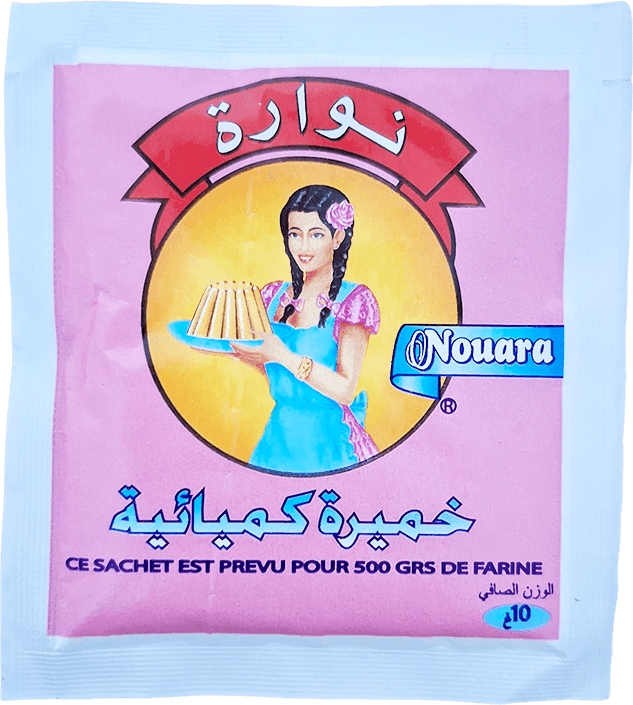 نوارة
Nouara
®
خميرة كميائية
CE SACHET EST PREVU POUR 500 GRS DE FARINE
الوزن الصافي
10غ